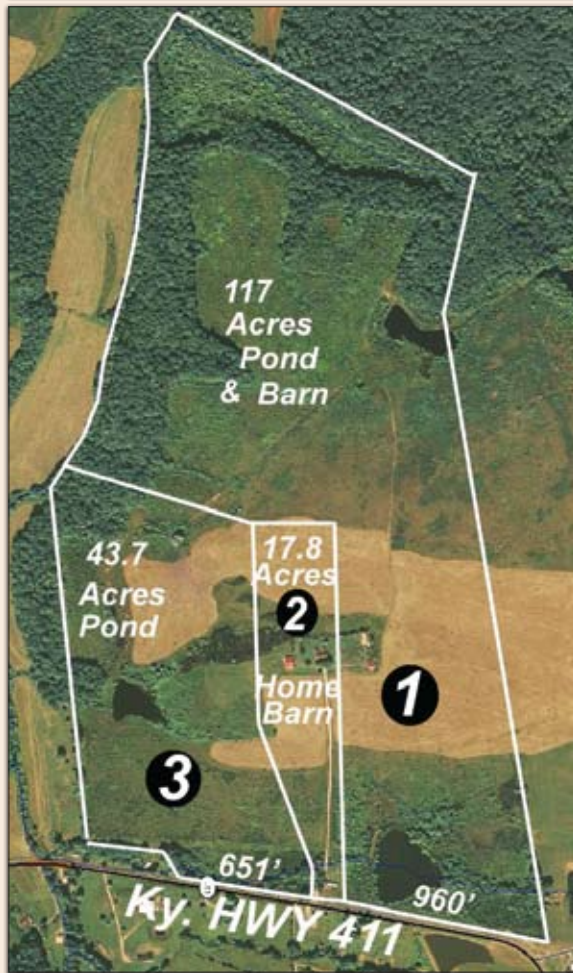 117
Acres
Pond
& Barn
43.7
Acres
Pond
17.8
Acres
2
Home
Barn
1
3
651'
960'
Ky. HWY 411